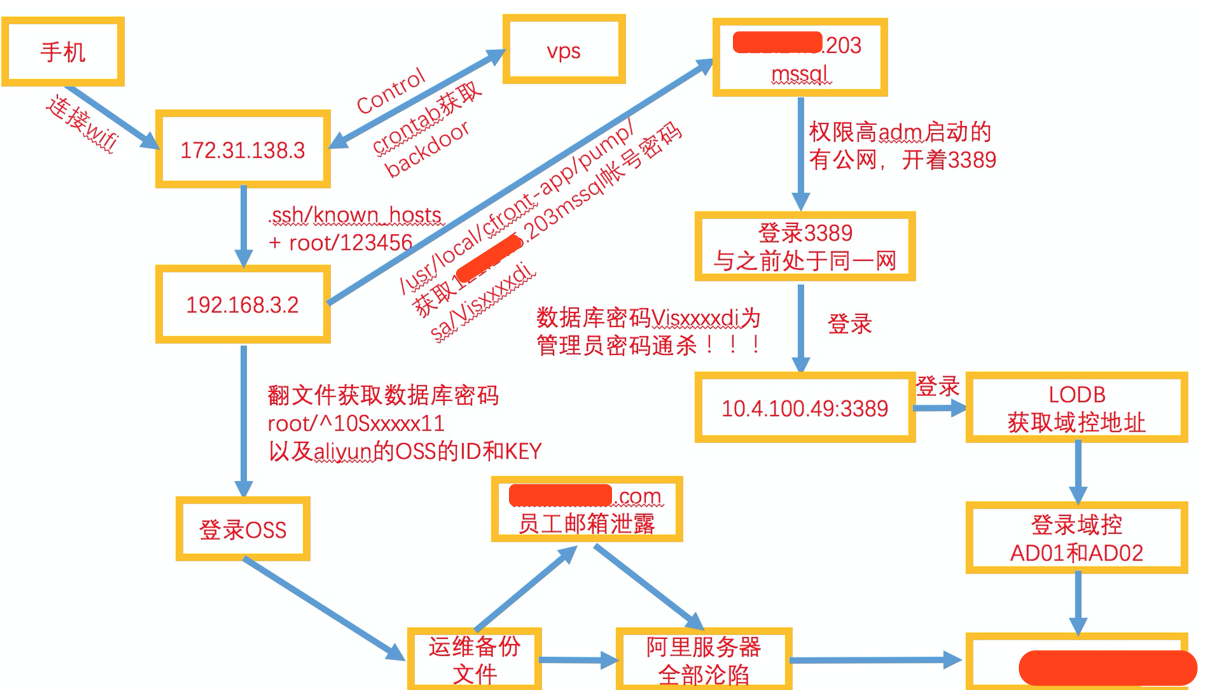 手机
连接wifi
172.31.138.3
Control
crontab获取
backdoor
vps
.203
mssql
权限高adm启动的
有公网，开着3389
.ssh/known_hosts
+ root/123456
192.168.3.2
/usr/local/cfront-app/pump/
获取.203mssql帐号密码
sa/Visxxxxdi
登录3389
与之前处于同一网
数据库密码Visxxxxdi为
管理员密码通杀！！！
登录
10.4.100.49:3389
登录
LODB
获取域控地址
翻文件获取数据库密码
root/^10Sxxxxx11
以及aliyun的OSS的ID和KEY
登录OSS
.com
员工邮箱泄露
登录域控
AD01和AD02
运维备份
文件
阿里服务器
全部沦陷